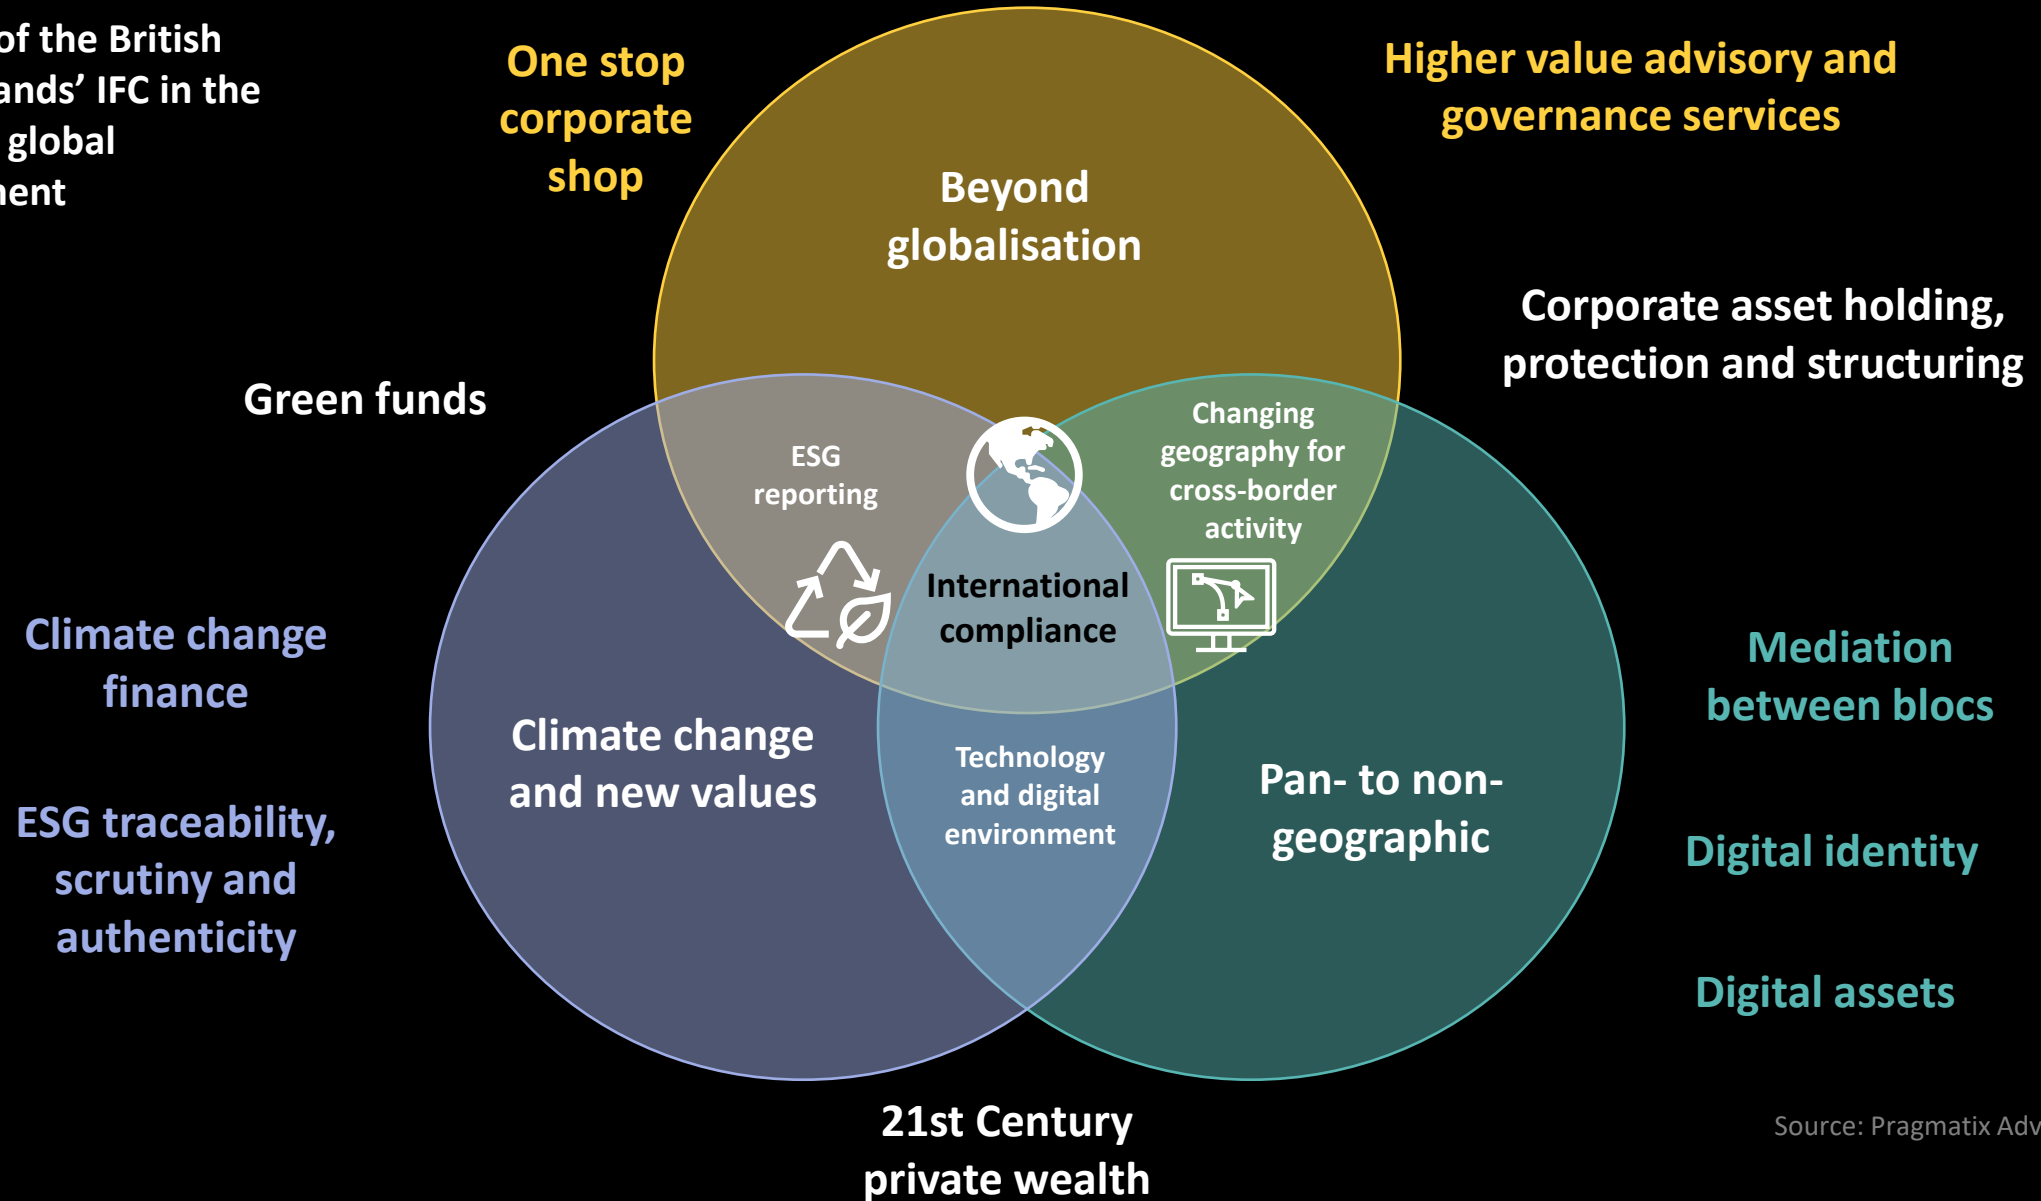 of the British
ands’ IFC in the
global
nent
One stop
corporate
shop
Higher value advisory and
governance services
Beyond
globalisation
Corporate asset holding,
protection and structuring
Green funds
ESG
reporting
Changing
geography for
cross-border
activity
International
compliance
Climate change
finance
Mediation
between blocs
Climate change
and new values
Technology
and digital
environment
Pan- to non-
geographic
ESG traceability,
scrutiny and
authenticity
Digital identity
Digital assets
21st Century
private wealth
Source: Pragmatix Adv